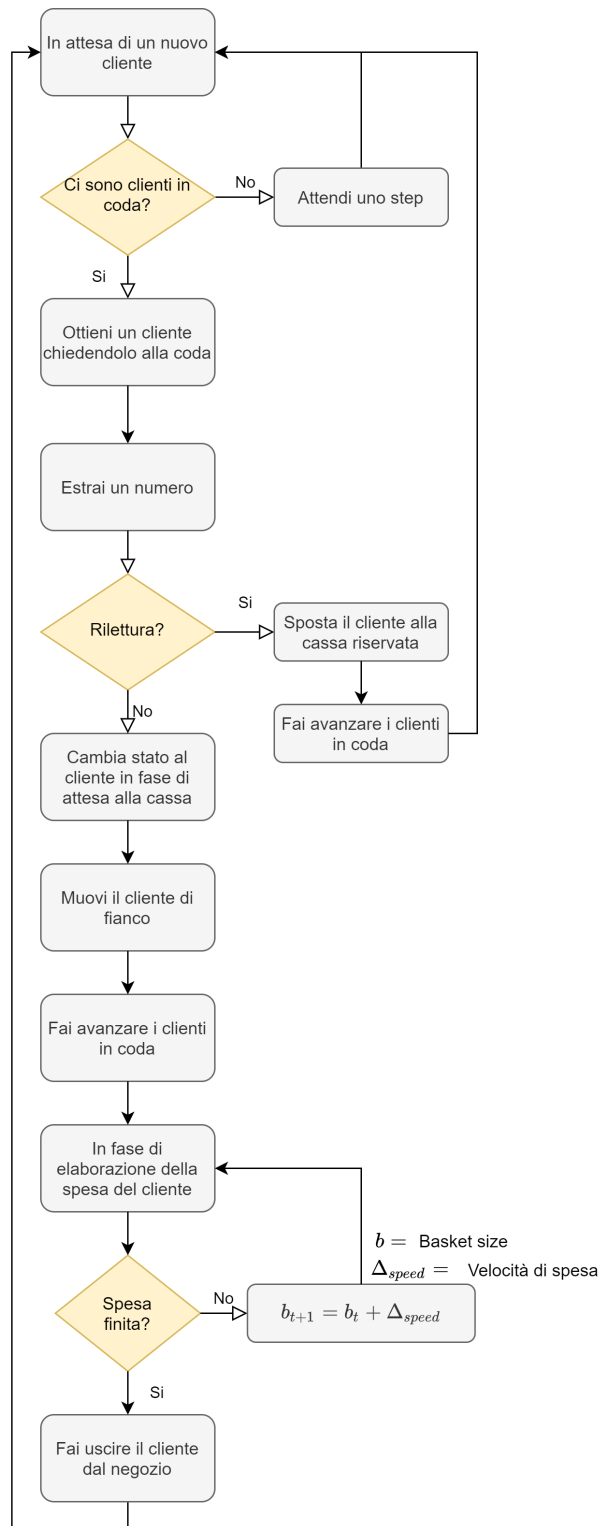 In attesa di un nuovo
cliente
Ci sono clienti in
coda?
No
Attendi uno step
Si
Ottieni un cliente
chiedendolo alla coda
Estrai un numero
Rilettura?
Si
Sposta il cliente alla
cassa riservata
Fai avanzare i clienti
in coda
No
Cambia stato al
cliente in fase di
attesa alla cassa
Muovi il cliente di
fianco
Fai avanzare i clienti
in coda
In fase di
elaborazione della
spesa del cliente
b = Basket size
Δ_speed = Velocità di spesa
Spesa
finita?
No
b_{t+1} = b_t + Δ_speed
Si
Fai uscire il cliente
dal negozio